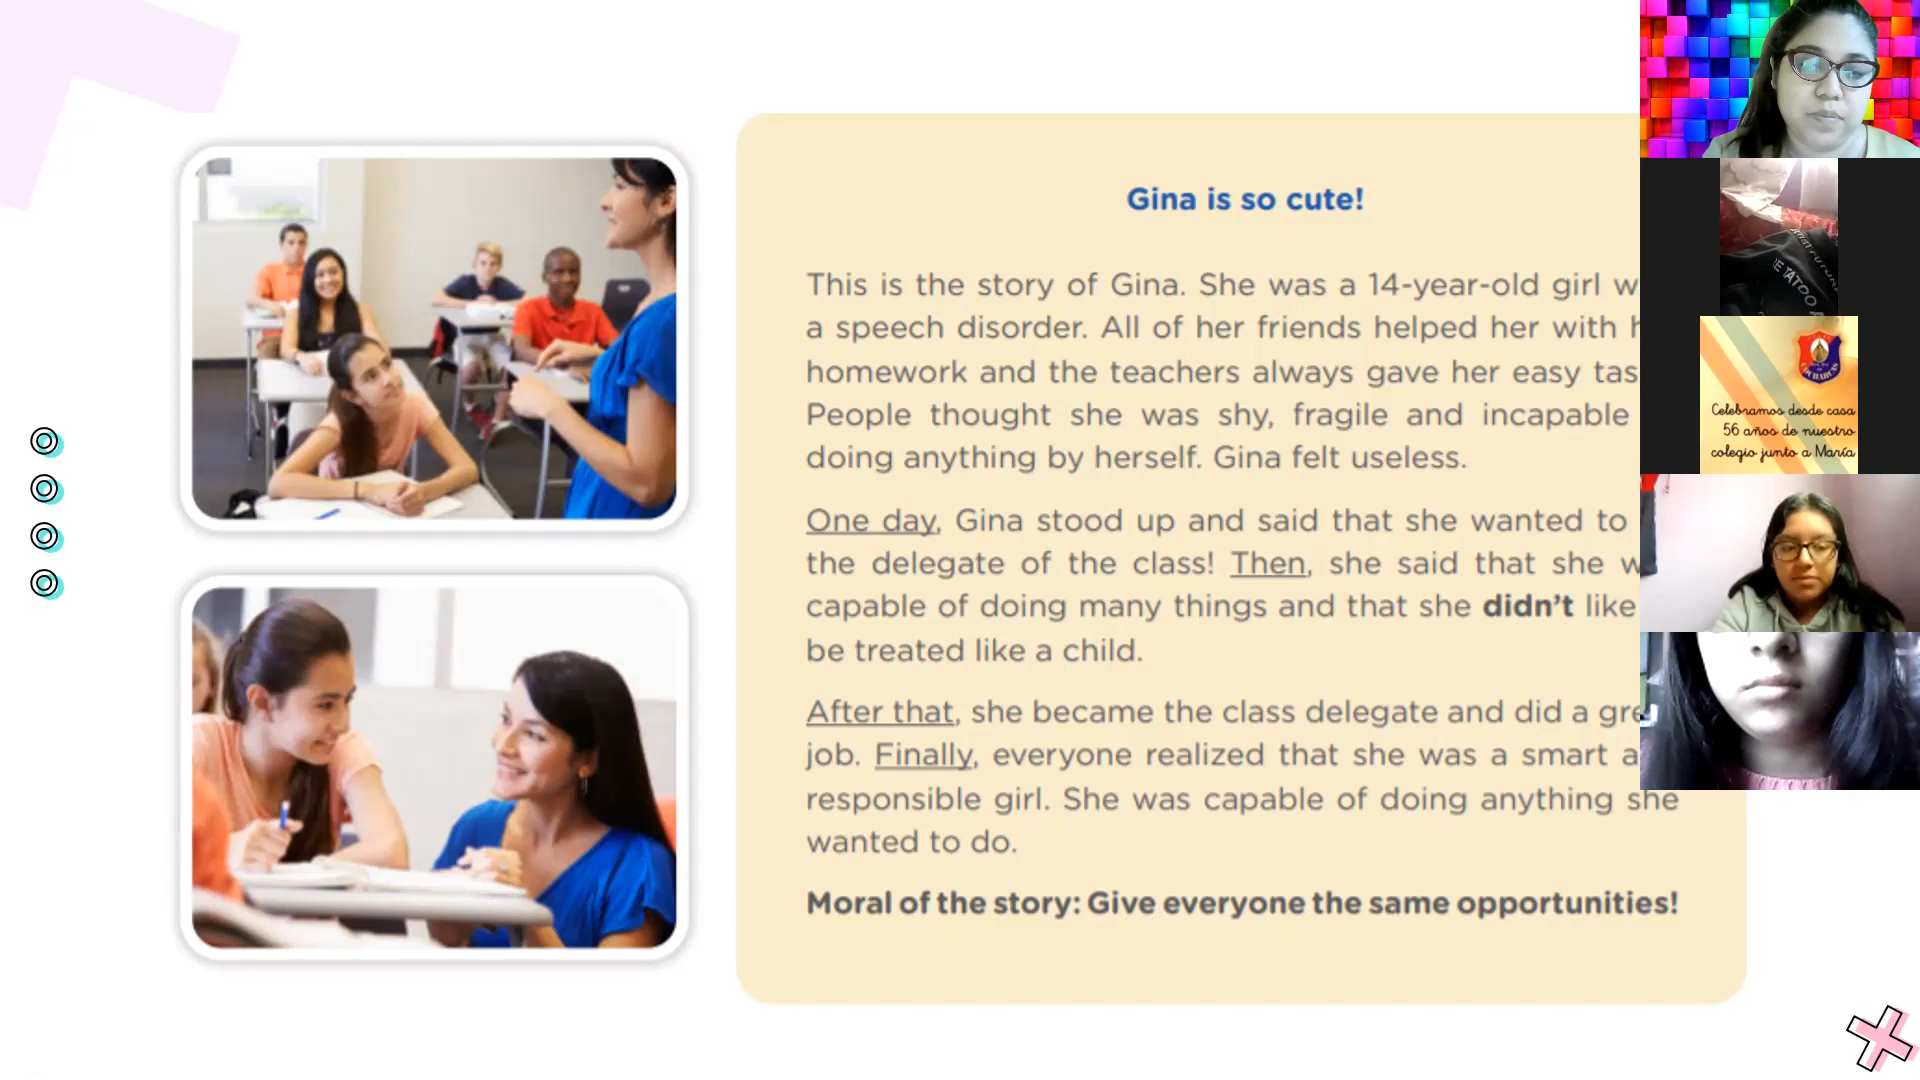 Gina is so cute!
This is the story of Gina. She was a 14-year-old girl
a speech disorder. All of her friends helped her with
homework and the teachers always gave her easy
People thought she was shy, fragile and incapable
doing anything by herself. Gina felt useless.
One day, Gina stood up and said that she wanted to
the delegate of the class! Then, she said that she
capable of doing many things and that she didn't like
be treated like a child.
After that, she became the class delegate and did a
job. Finally, everyone realized that she was a smart
responsible girl. She was capable of doing anything she
wanted to do.
Moral of the story: Give everyone the same opportunities!
TATOO
Celebramos desde casa
56 años de nuestro
colegio junto a María